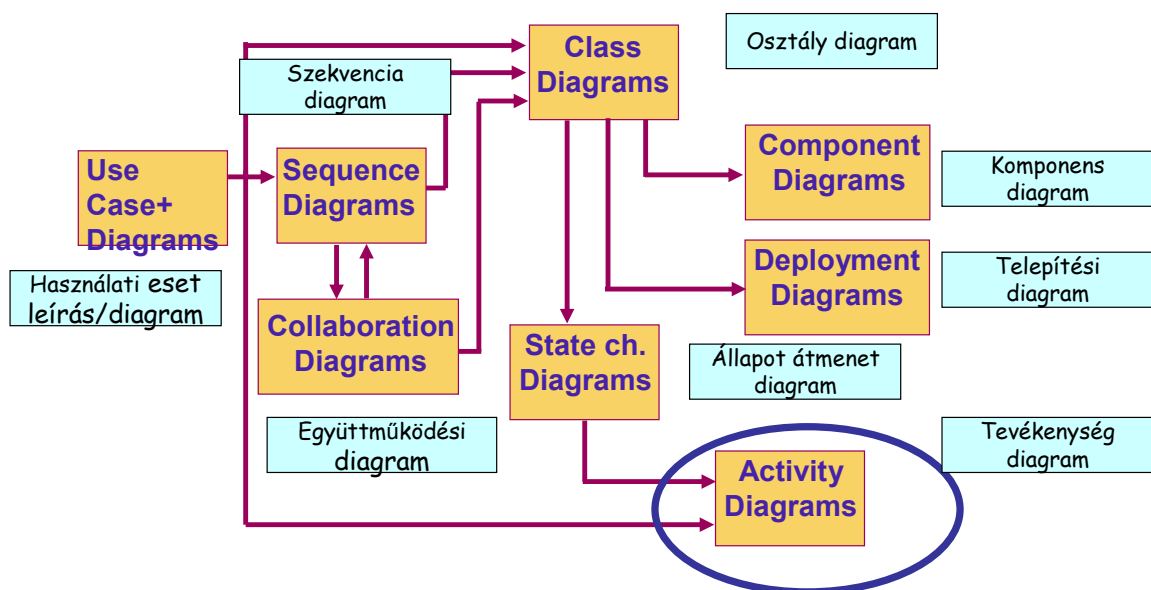 Class
Diagrams
Osztály diagram
Szekvencia
diagram
Use
Case+
Diagrams
Sequence
Diagrams
Component
Diagrams
Komponens
diagram
Használati eset
leírás/diagram
Collaboration
Diagrams
Deployment
Diagrams
Telepítési
diagram
State ch.
Diagrams
Állapot átmenet
diagram
Együttműködési
diagram
Tevékenység
diagram
Activity
Diagrams